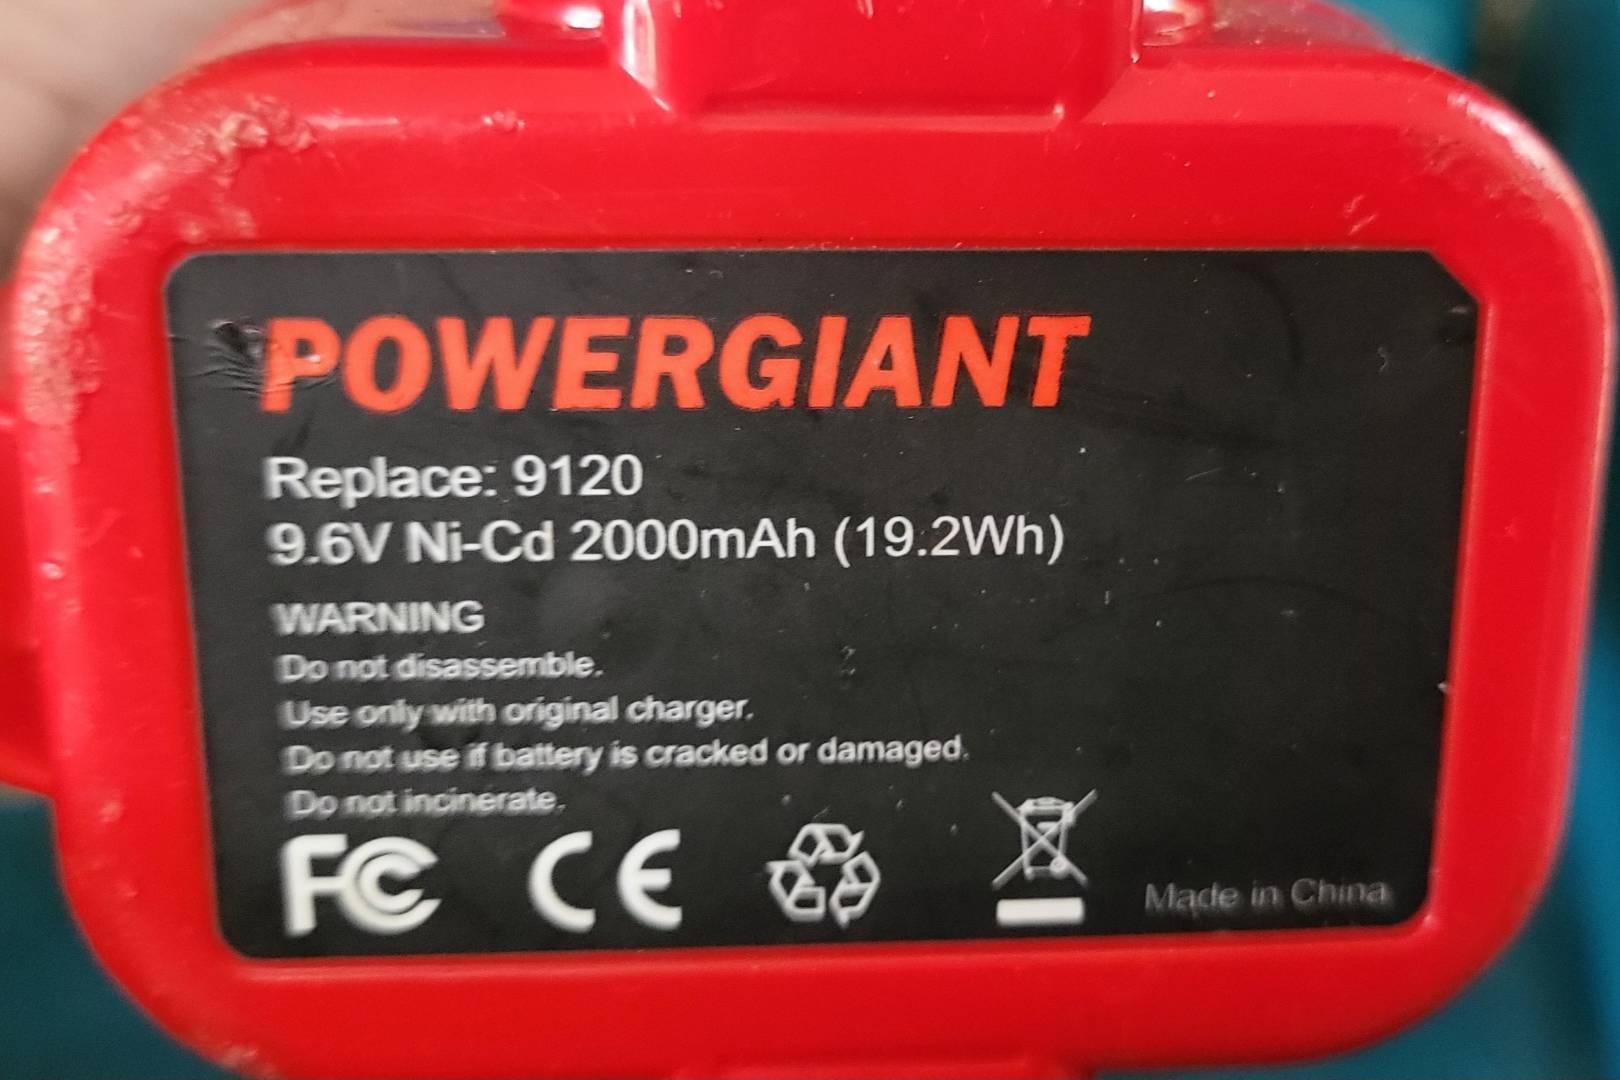 POWERGIANT
Replace: 9120
9.6V Ni-Cd 2000mAh (19.2Wh)
WARNING
Do not disassemble.
Use only with original charger.
Do not use if battery is cracked or damaged.
Do not incinerate.
FC CE
Made in China